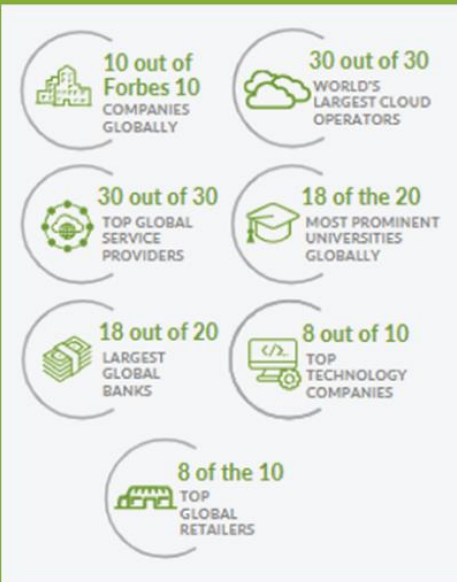 10 out of
Forbes 10
COMPANIES
GLOBALLY
30 out of 30
WORLD'S
LARGEST CLOUD
OPERATORS
30 out of 30
TOP GLOBAL
SERVICE
PROVIDERS
18 of the 20
MOST PROMINENT
UNIVERSITIES
GLOBALLY
18 out of 20
LARGEST
GLOBAL
BANKS
8 out of 10
TOP
TECHNOLOGY
COMPANIES
8 of the 10
TOP
GLOBAL
RETAILERS